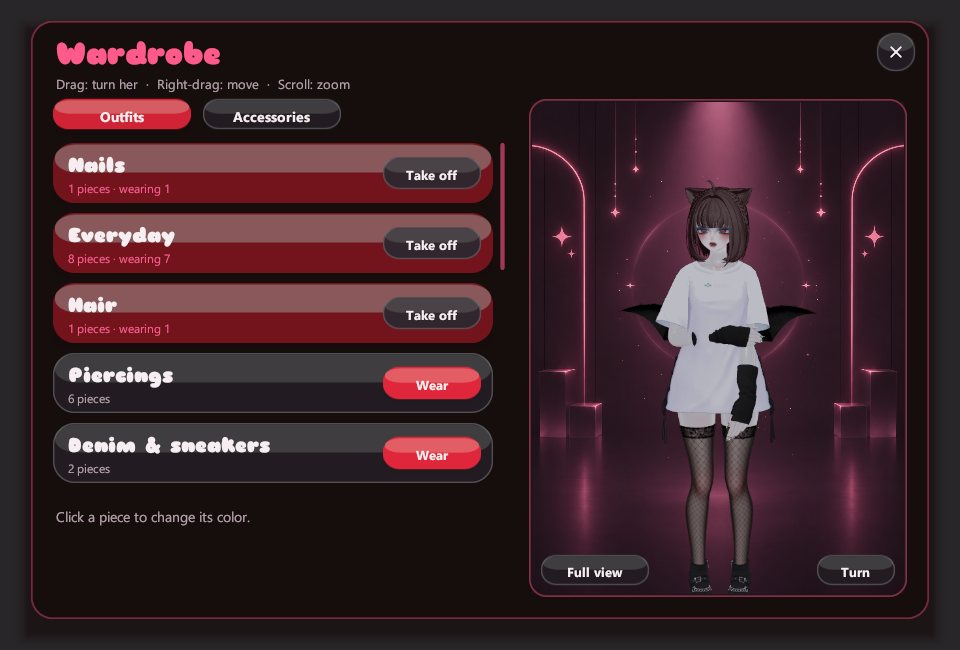 Wardrobe
Drag: turn her · Right-drag: move · Scroll: zoom
Outfits
Accessories
Nails
1 pieces · wearing 1
Take off
Everyday
8 pieces · wearing 7
Take off
Hair
1 pieces · wearing 1
Take off
Piercings
6 pieces
Wear
Denim & sneakers
2 pieces
Wear
Click a piece to change its color.
Full view
Turn